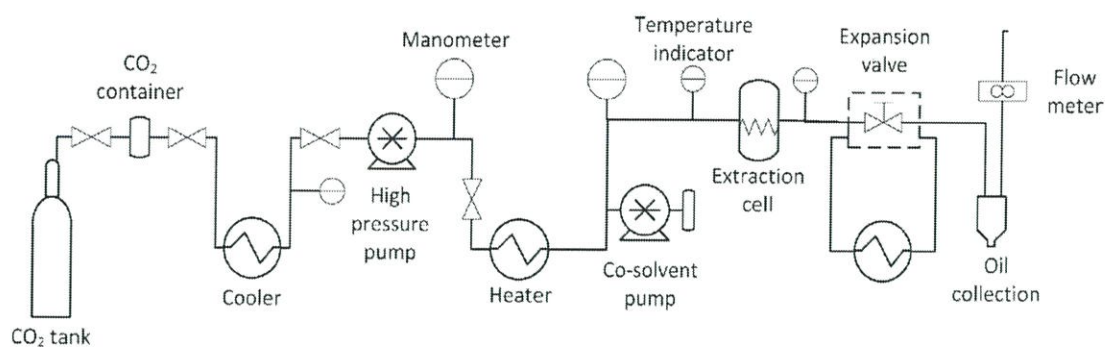 CO₂
container
Manometer
Temperature
indicator
Expansion
valve
Flow
meter
High
pressure
pump
Extraction
cell
Cooler
Heater
Co-solvent
pump
Oil
collection
CO₂ tank